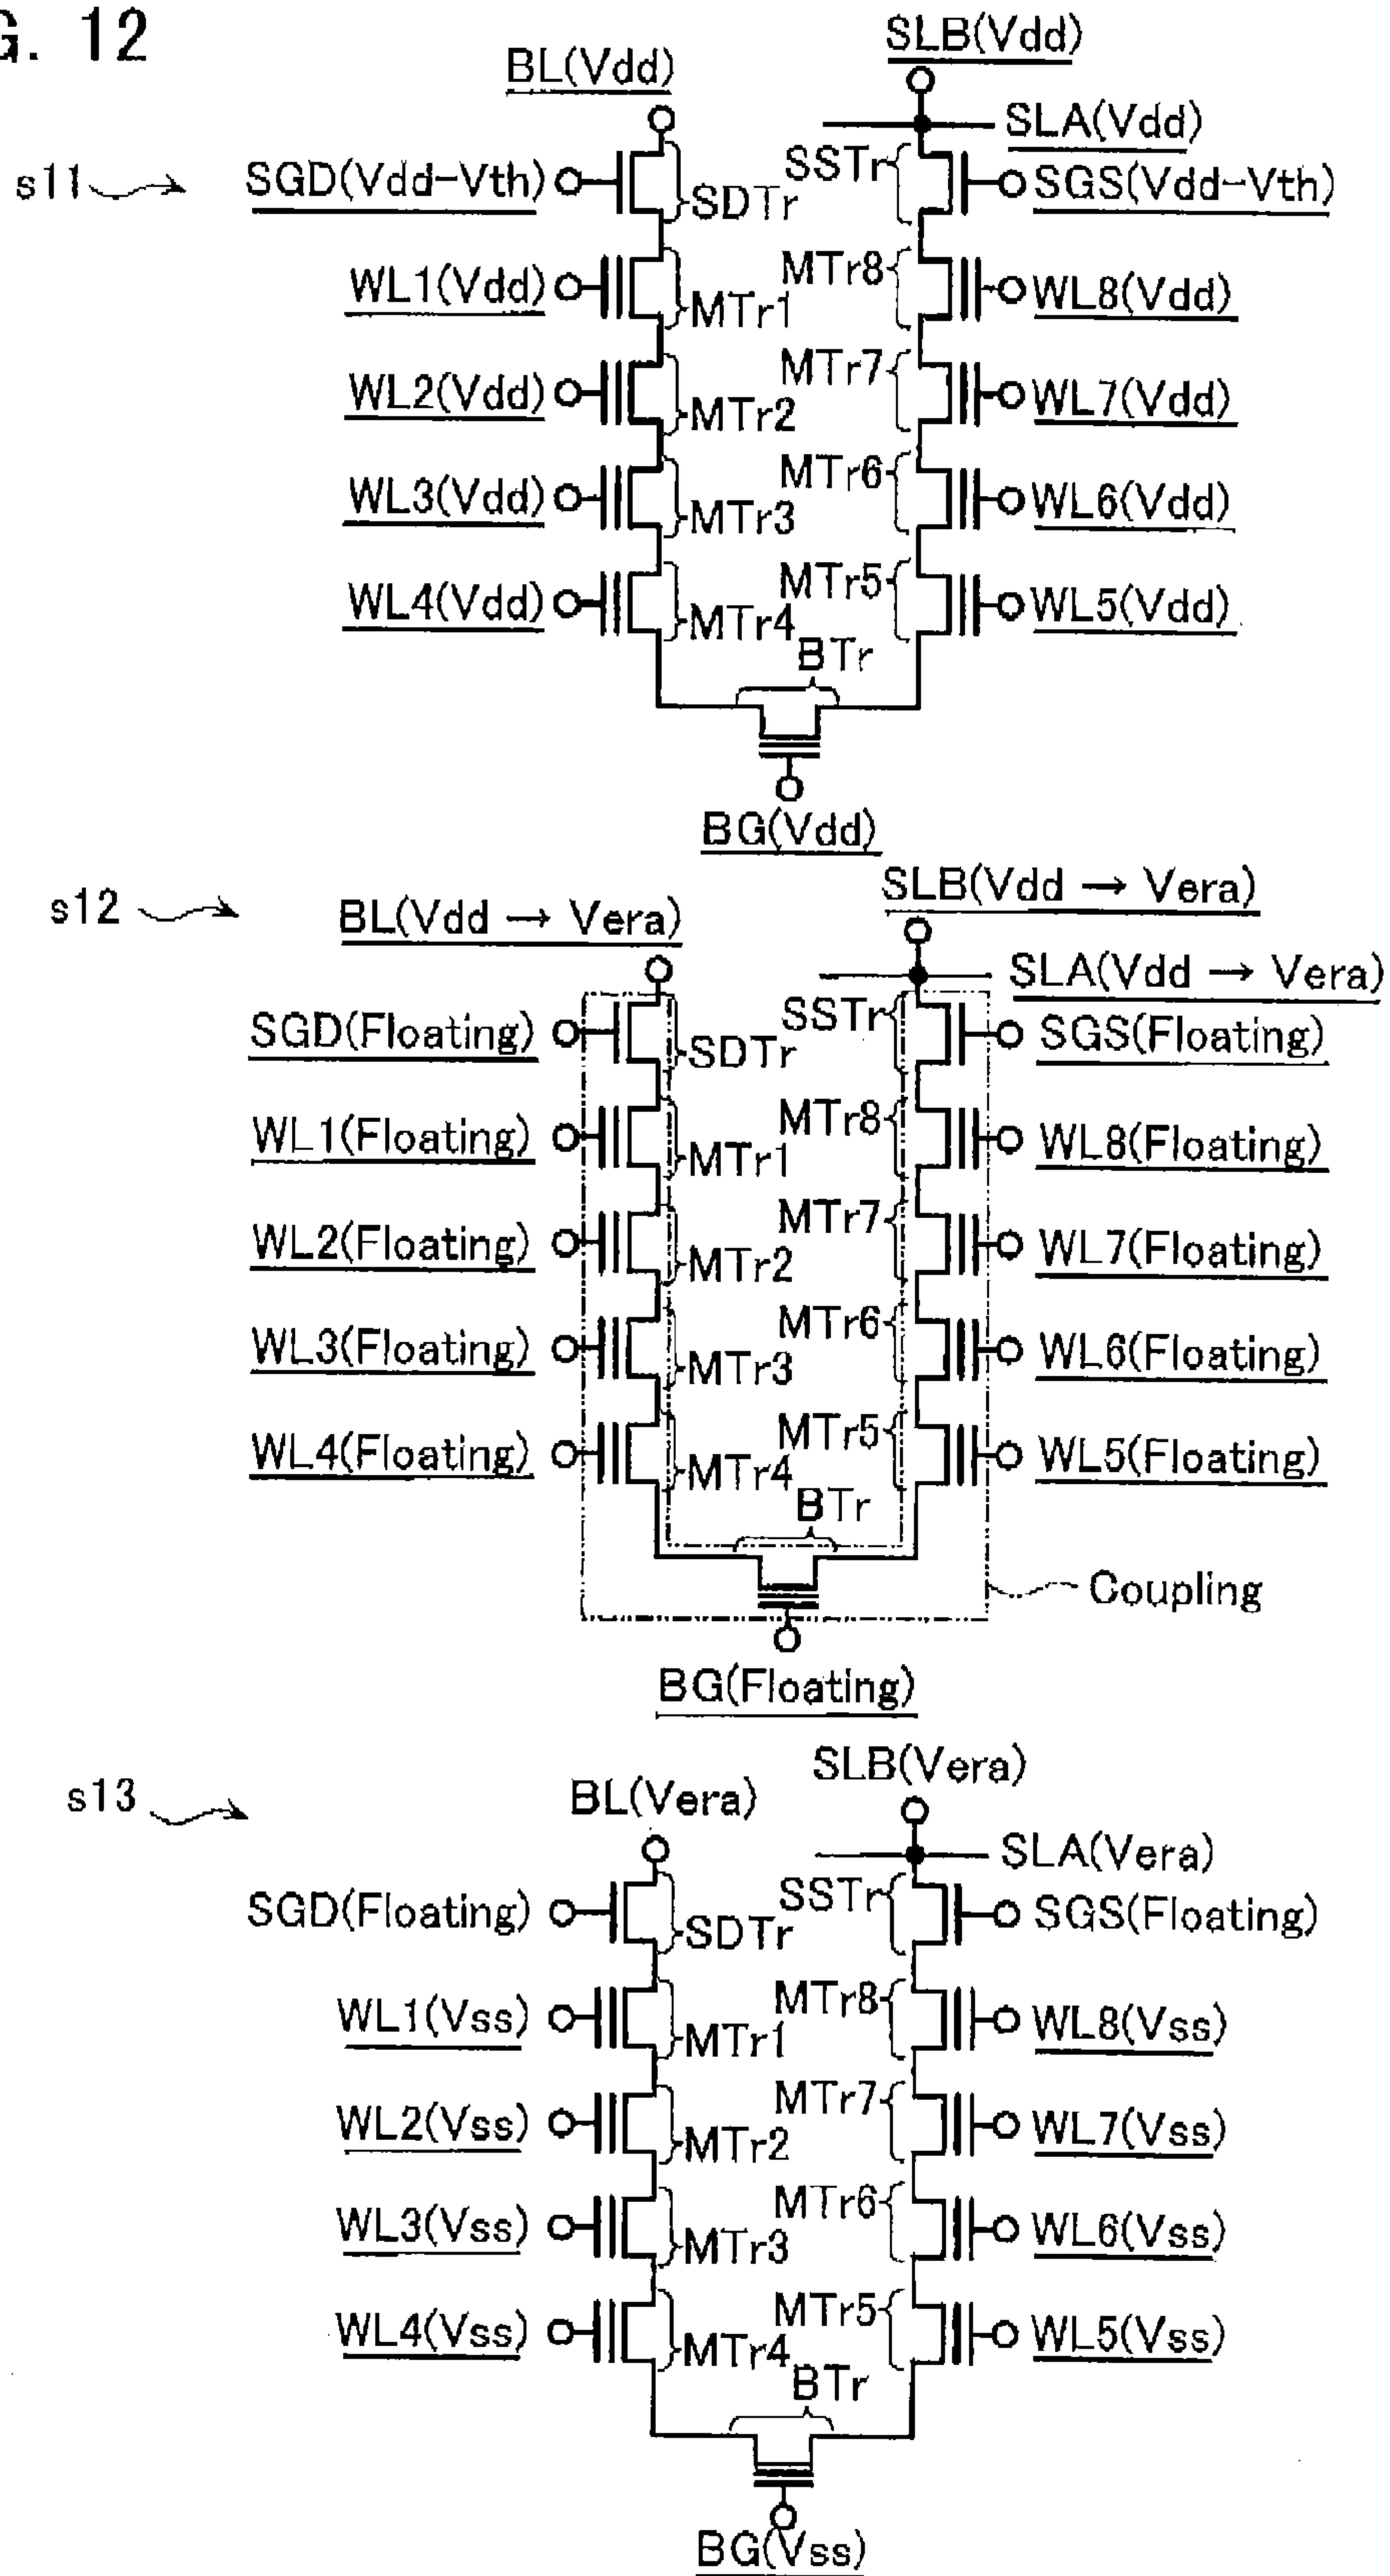 G. 12
s11
BL(Vdd)
SLB(Vdd)
SLA(Vdd)
SGD(Vdd-Vth)
SDTr
SSTr
SGS(Vdd-Vth)
WL1(Vdd)
MTr1
MTr8
WL8(Vdd)
WL2(Vdd)
MTr2
MTr7
WL7(Vdd)
WL3(Vdd)
MTr3
MTr6
WL6(Vdd)
WL4(Vdd)
MTr4
MTr5
WL5(Vdd)
BTr
BG(Vdd)
s12
BL(Vdd → Vera)
SLB(Vdd → Vera)
SLA(Vdd → Vera)
SGD(Floating)
SDTr
SSTr
SGS(Floating)
WL1(Floating)
MTr1
MTr8
WL8(Floating)
WL2(Floating)
MTr2
MTr7
WL7(Floating)
WL3(Floating)
MTr3
MTr6
WL6(Floating)
WL4(Floating)
MTr4
MTr5
WL5(Floating)
BTr
Coupling
BG(Floating)
s13
BL(Vera)
SLB(Vera)
SLA(Vera)
SGD(Floating)
SDTr
SSTr
SGS(Floating)
WL1(Vss)
MTr1
MTr8
WL8(Vss)
WL2(Vss)
MTr2
MTr7
WL7(Vss)
WL3(Vss)
MTr3
MTr6
WL6(Vss)
WL4(Vss)
MTr4
MTr5
WL5(Vss)
BTr
BG(Vss)